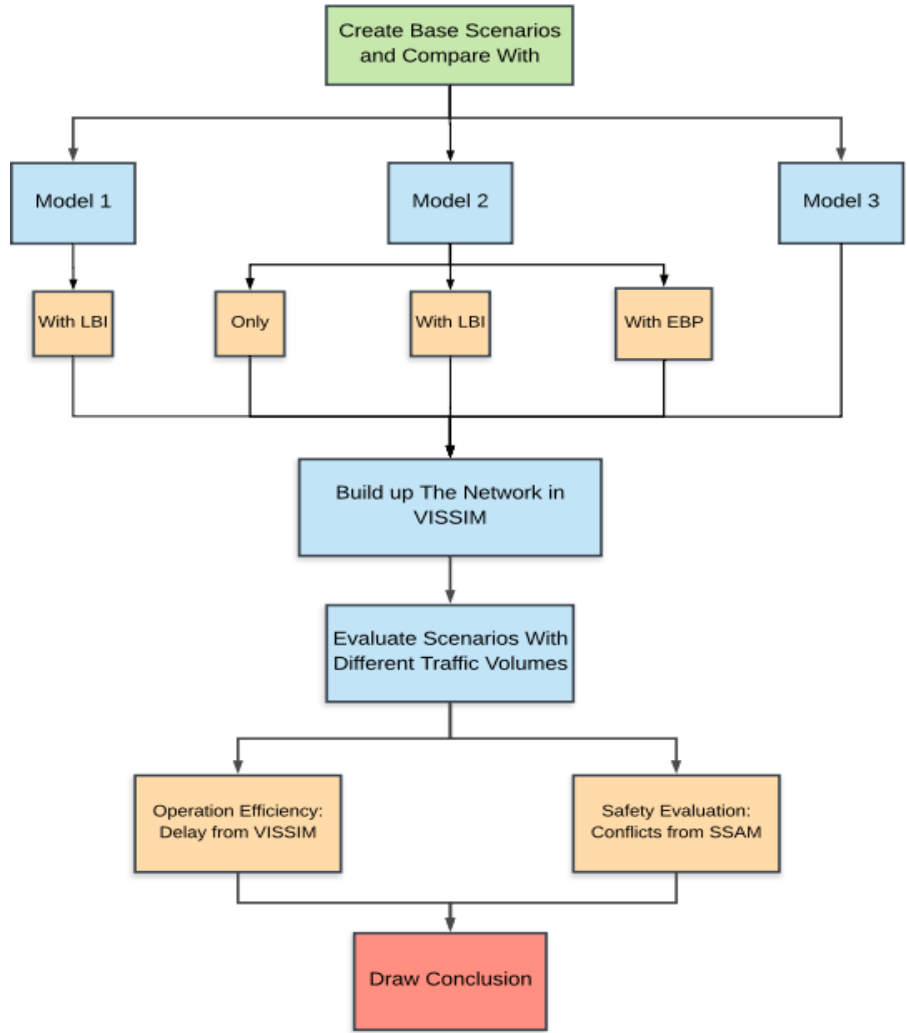 Create Base Scenarios
and Compare With
Model 1
Model 2
Model 3
With LBI
Only
With LBI
With EBP
Build up The Network in
VISSIM
Evaluate Scenarios With
Different Traffic Volumes
Operation Efficiency:
Delay from VISSIM
Safety Evaluation:
Conflicts from SSAM
Draw Conclusion